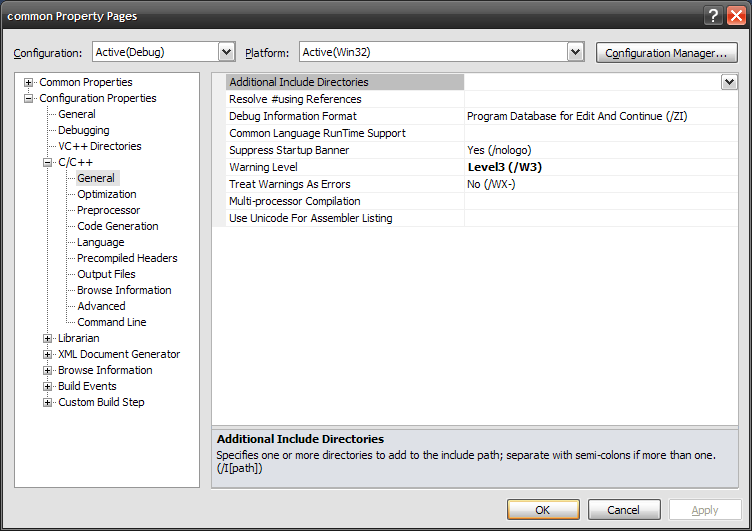 common Property Pages
Configuration: Active(Debug) Platform: Active(Win32) Configuration Manager...
Common Properties
Configuration Properties
General
Debugging
VC++ Directories
C/C++
General
Optimization
Preprocessor
Code Generation
Language
Precompiled Headers
Output Files
Browse Information
Advanced
Command Line
Librarian
XML Document Generator
Browse Information
Build Events
Custom Build Step
Additional Include Directories
Resolve #using References
Debug Information Format Program Database for Edit And Continue (/ZI)
Common Language RunTime Support
Suppress Startup Banner Yes (/nologo)
Warning Level Level3 (/W3)
Treat Warnings As Errors No (/WX-)
Multi-processor Compilation
Use Unicode For Assembler Listing
Additional Include Directories
Specifies one or more directories to add to the include path; separate with semi-colons if more than one.
(/I[path])
OK Cancel Apply